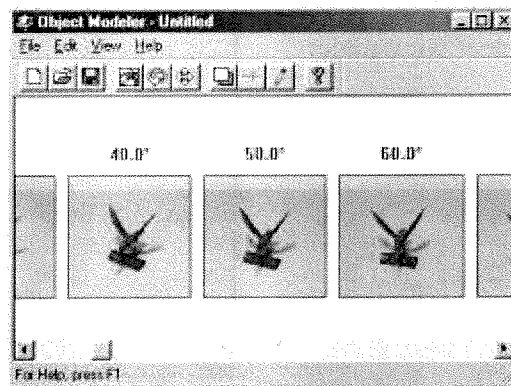 Object Modeler - Untitled
File Edit View Help
40.0° 50.0° 60.0°
For Help, press F1